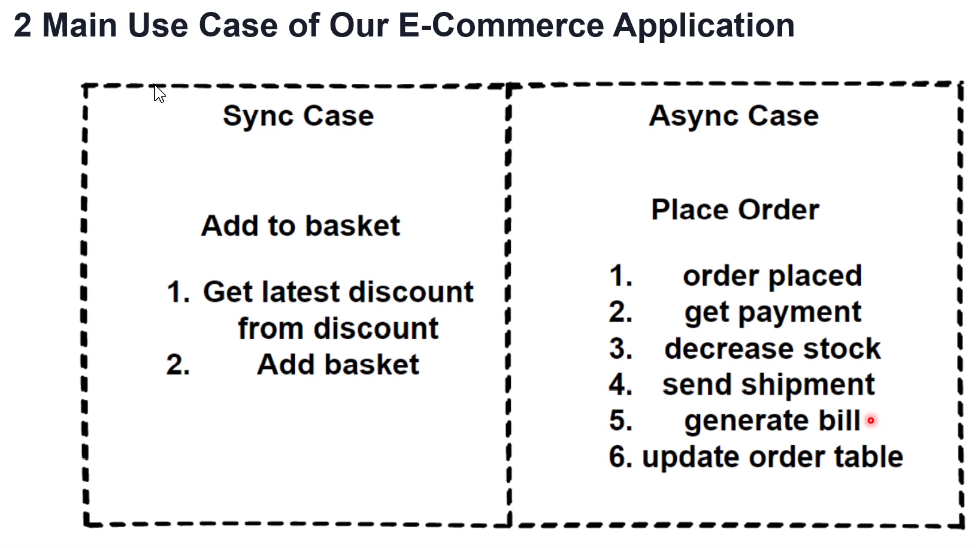 2 Main Use Case of Our E-Commerce Application
Sync Case
Add to basket
1. Get latest discount
from discount
2. Add basket
Async Case
Place Order
1. order placed
2. get payment
3. decrease stock
4. send shipment
5. generate bill
6. update order table